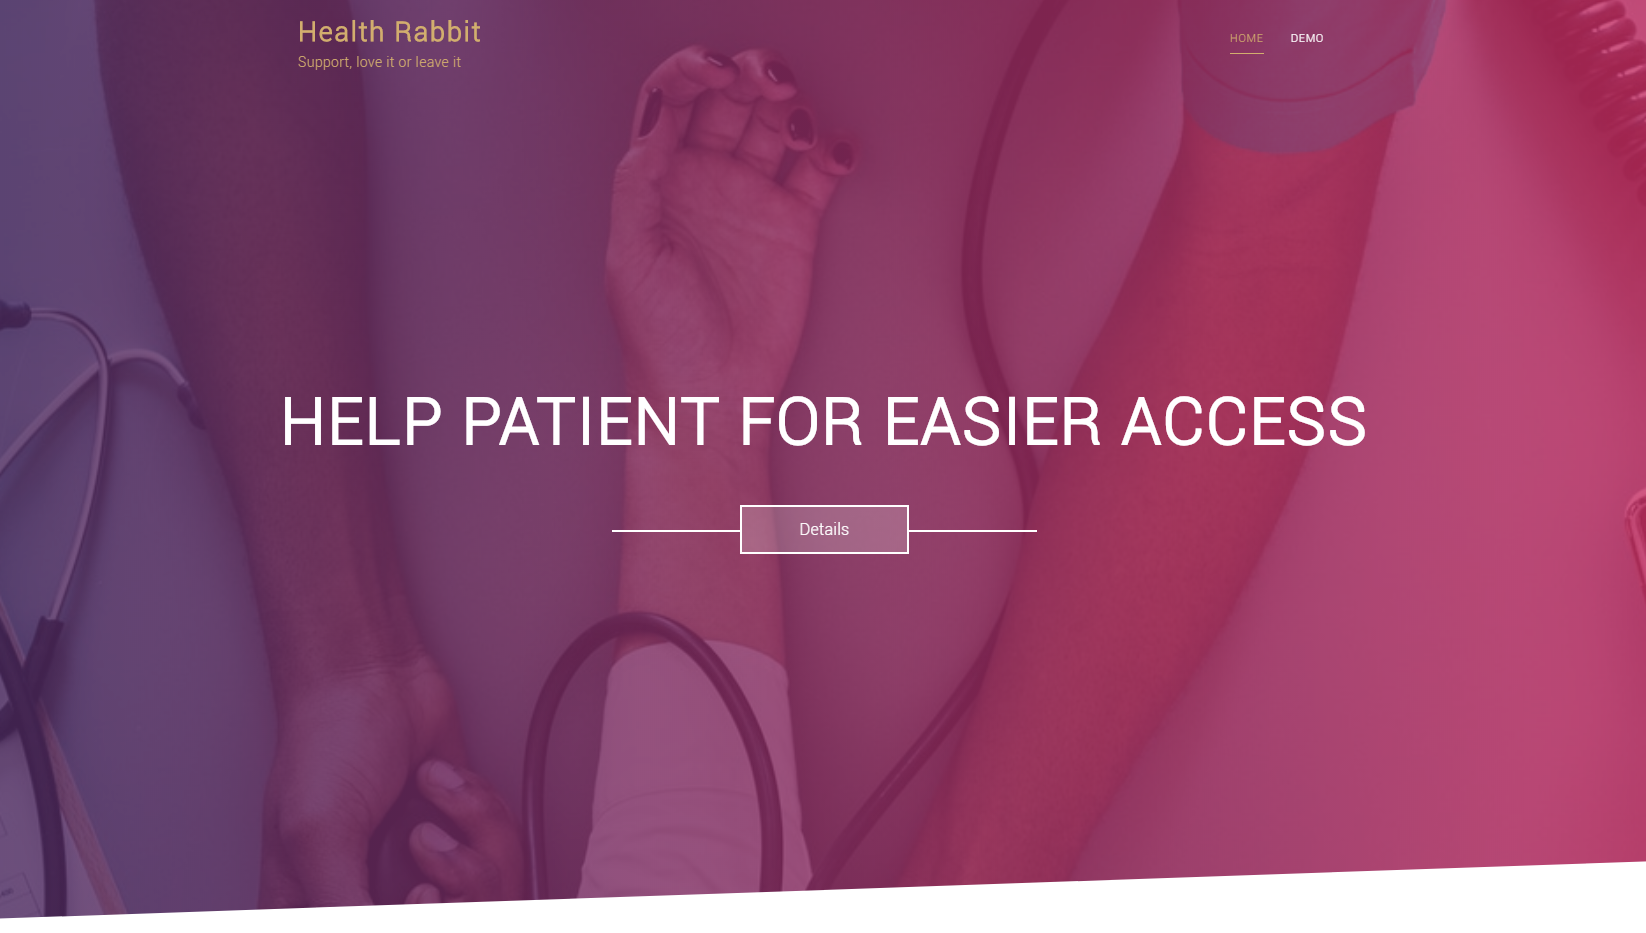 Health Rabbit
Support, love it or leave it
HOME DEMO
HELP PATIENT FOR EASIER ACCESS
Details